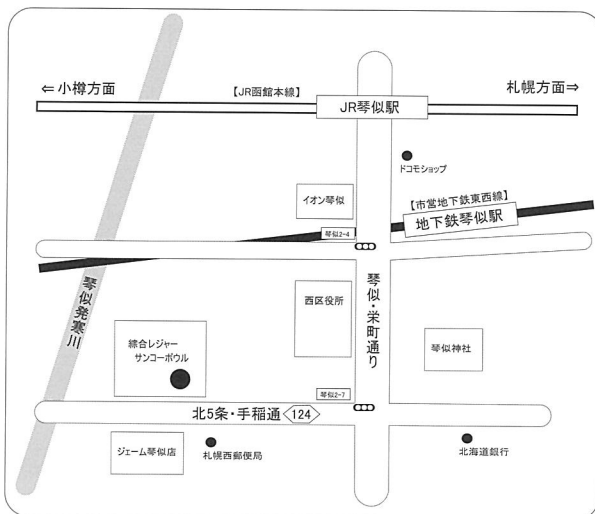 ⇐小樽方面
【JR函館本線】
札幌方面⇒
JR琴似駅
ドコモショップ
イオン琴似
【市営地下鉄東西線】
地下鉄琴似駅
琴似2-4
琴似発寒川
西区役所
琴似・栄町通り
綜合レジャー
サンコーボウル
琴似神社
琴似2-7
北5条・手稲通
124
ジェーム琴似店
札幌西郵便局
北海道銀行